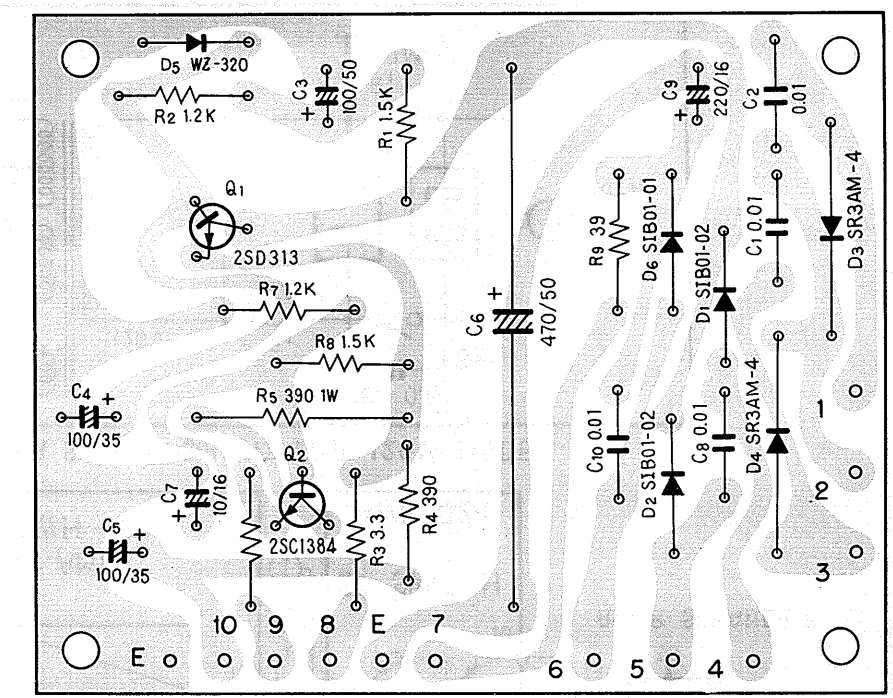 D5 WZ-320
R2 1.2K
C3
100/50
+
R1 1.5K
C9
220/16
+
C2
0.01
Q1
2SD313
R9 39
D6 SIB01-01
D1 SIB01-02
C1 0.01
D3 SR3AM-4
R7 1.2K
R8 1.5K
R5 390 1W
C6
+
470/50
C4
+
100/35
Q2
C7
10/16
+
2SC1384
R3 3.3
R4 390
C5
+
100/35
C10 0.01
D2 SIB01-02
C8 0.01
D4 SR3AM-4
1
2
3
E
10
9
8
E
7
6
5
4